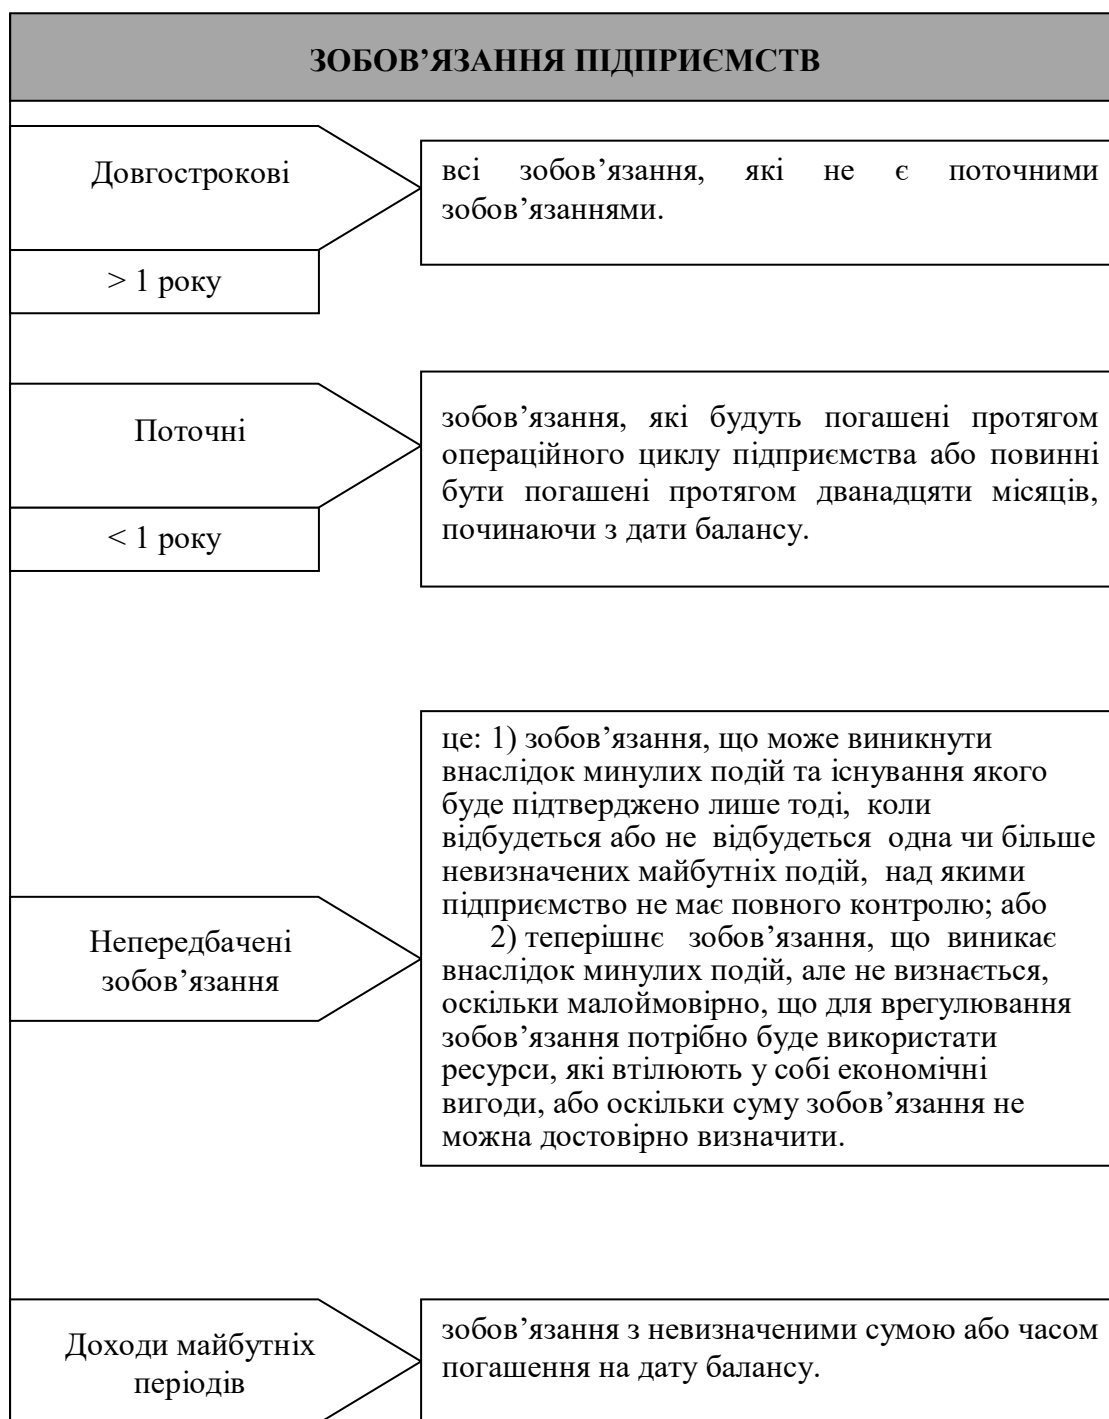 ЗОБОВ’ЯЗАННЯ ПІДПРИЄМСТВ
Довгострокові
> 1 року
всі зобов’язання, які не є поточними
зобов’язаннями.
Поточні
< 1 року
зобов’язання, які будуть погашені протягом
операційного циклу підприємства або повинні
бути погашені протягом дванадцяти місяців,
починаючи з дати балансу.
Непередбачені
зобов’язання
це: 1) зобов’язання, що може виникнути
внаслідок минулих подій та існування якого
буде підтверджено лише тоді, коли
відбудеться або не відбудеться одна чи більше
невизначених майбутніх подій, над якими
підприємство не має повного контролю; або
2) теперішнє зобов’язання, що виникає
внаслідок минулих подій, але не визнається,
оскільки малоймовірно, що для врегулювання
зобов’язання потрібно буде використати
ресурси, які втілюють у собі економічні
вигоди, або оскільки суму зобов’язання не
можна достовірно визначити.
Доходи майбутніх
періодів
зобов’язання з невизначеними сумою або часом
погашення на дату балансу.